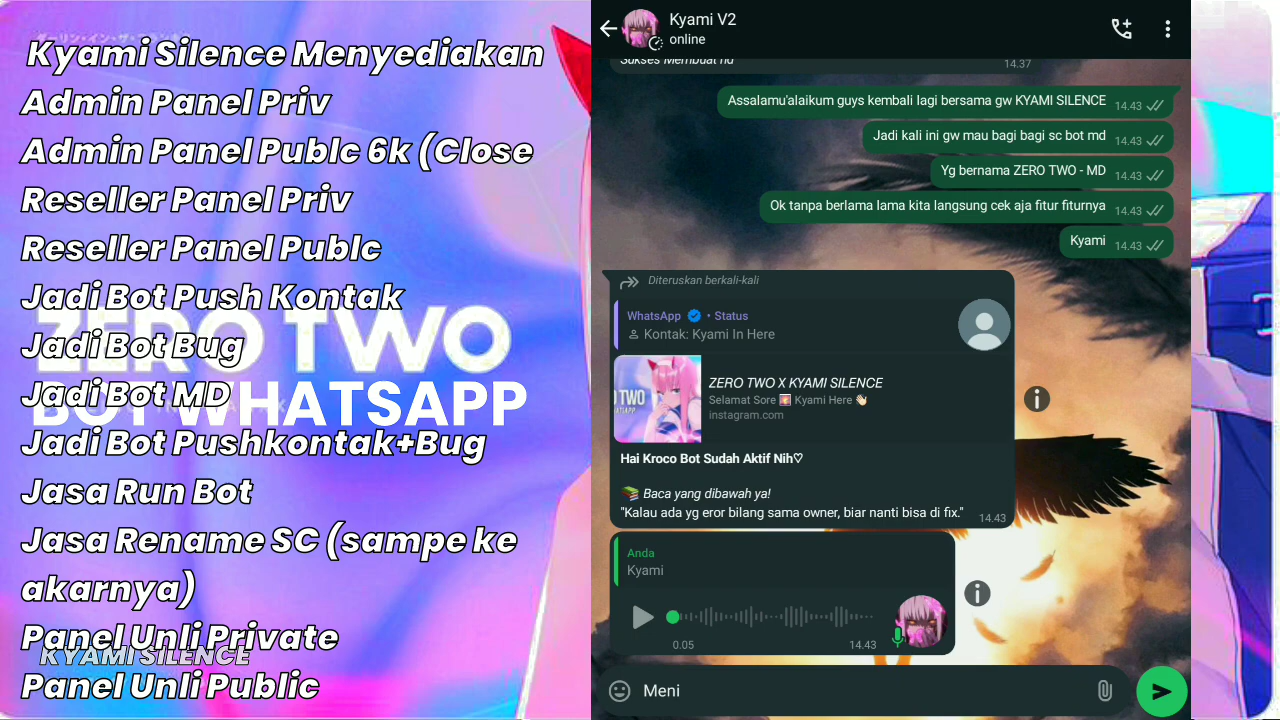 Kyami Silence Menyediakan
Admin Panel Priv
Admin Panel Publc 6k (Close
Reseller Panel Priv
Reseller Panel Publc
Jadi Bot Push Kontak
ZERO TWO
Jadi Bot Bug
Jadi Bot MD
BOT WHATSAPP
Jadi Bot Pushkontak+Bug
Jasa Run Bot
Jasa Rename SC (sampe ke
akarnya)
Panel Unli Private
KYAMI SILENCE
Panel Unli Public
Kyami V2
online
Sukses Membuat
14.37
Assalamu'alaikum guys kembali lagi bersama gw KYAMI SILENCE 14.43
Jadi kali ini gw mau bagi bagi sc bot md 14.43
Yg bernama ZERO TWO - MD 14.43
Ok tanpa berlama lama kita langsung cek aja fitur fiturnya 14.43
Kyami 14.43
Diteruskan berkali-kali
WhatsApp • Status
Kontak: Kyami In Here
ZERO TWO X KYAMI SILENCE
Selamat Sore 🌇 Kyami Here 👋🏻
instagram.com
Hai Kroco Bot Sudah Aktif Nih♡
📚 Baca yang dibawah ya!
"Kalau ada yg eror bilang sama owner, biar nanti bisa di fix." 14.43
Anda
Kyami
0.05 14.43
Meni